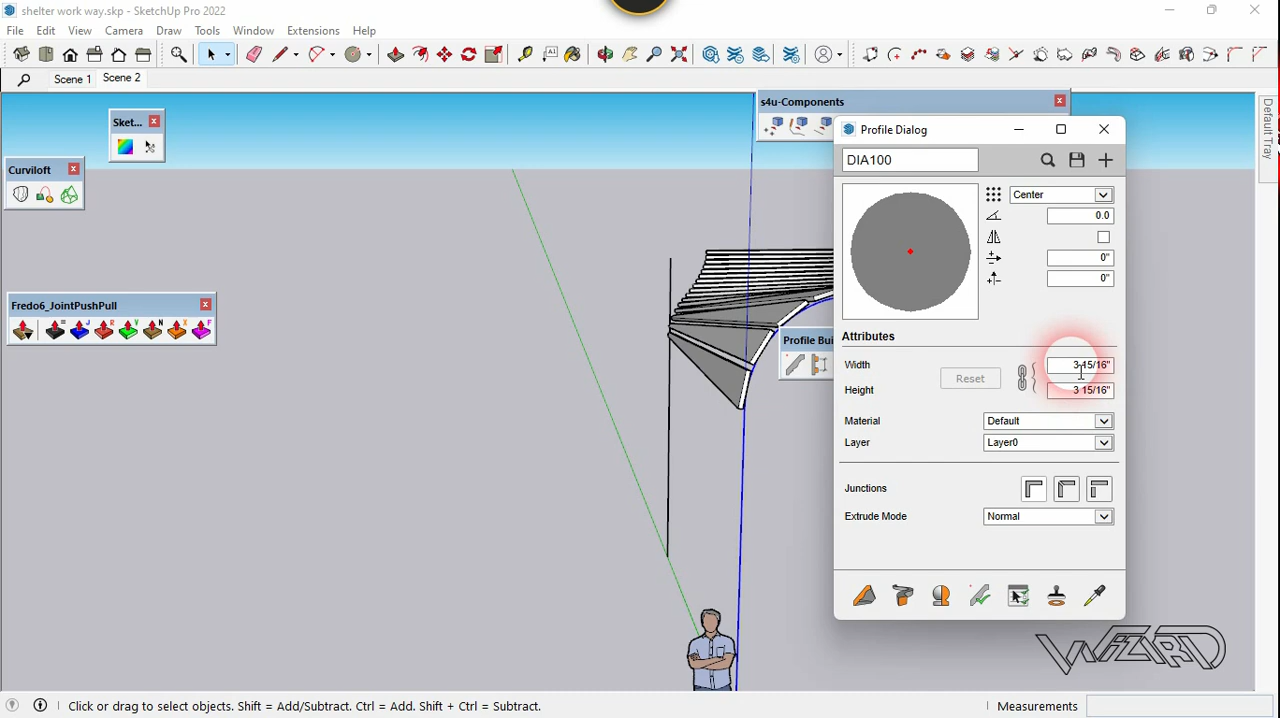 shelter work way.skp - SketchUp Pro 2022
File Edit View Camera Draw Tools Window Extensions Help
Scene 1 Scene 2
Default Tray
s4u-Components
Sket...
Curviloft
Fredo6_JointPushPull
= J R V N X F
Profile Bui
Profile Dialog
DIA100
Center
0.0
0"
0"
Attributes
Width 3 15/16"
Reset
Height 3 15/16"
Material Default
Layer Layer0
Junctions
Extrude Mode Normal
WIZARD
Click or drag to select objects. Shift = Add/Subtract. Ctrl = Add. Shift + Ctrl = Subtract.
Measurements